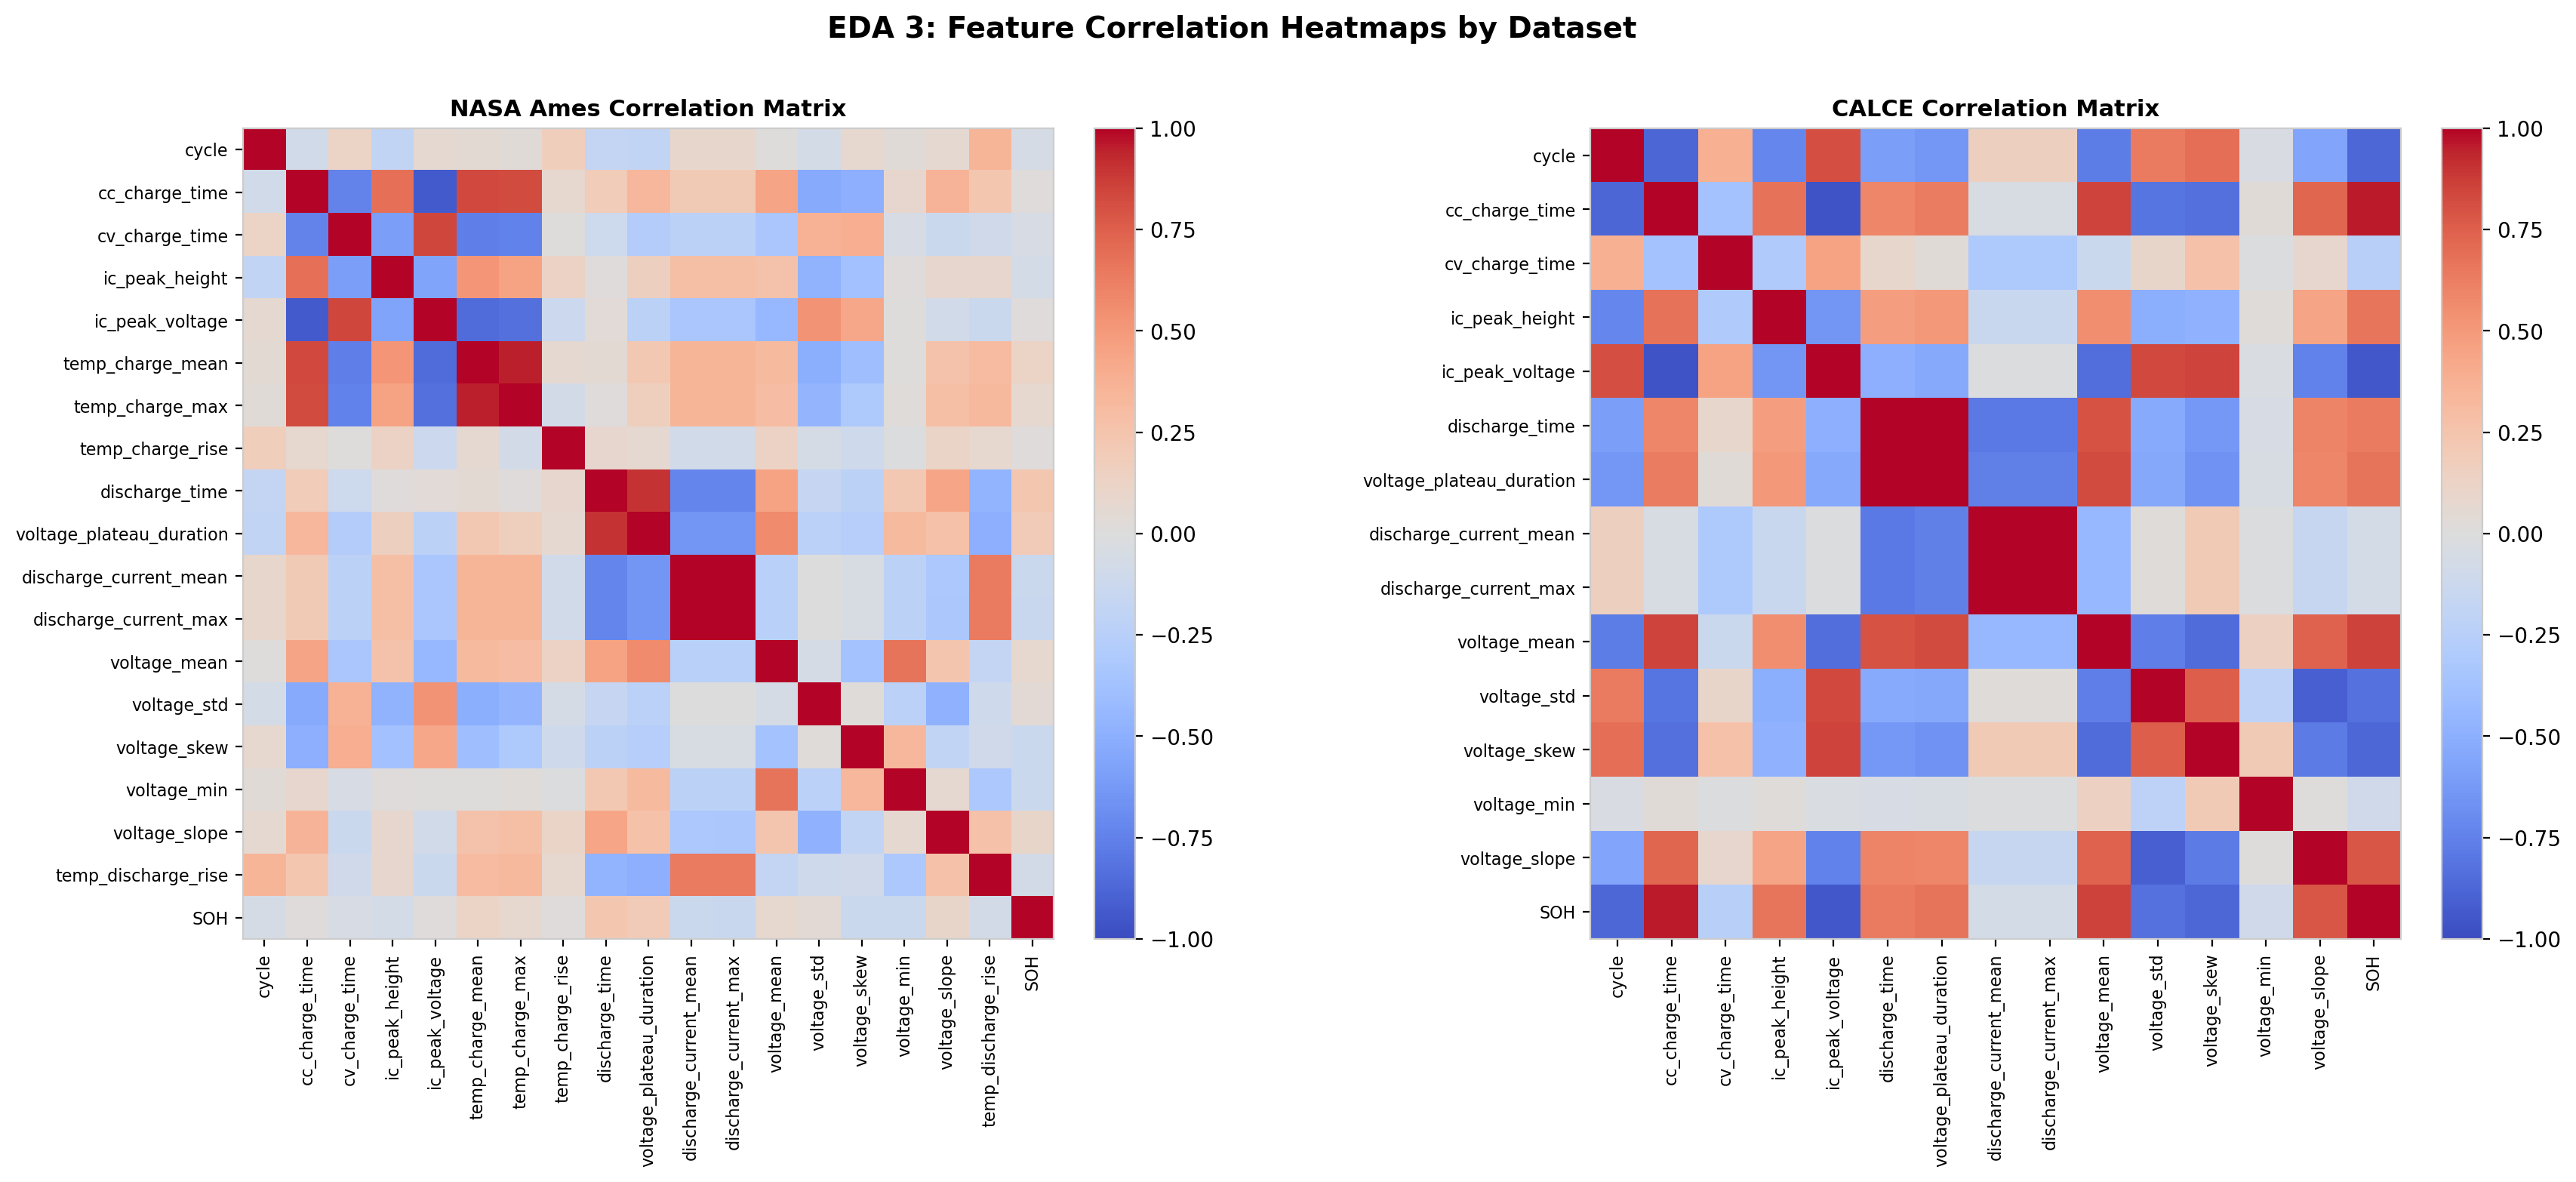 EDA 3: Feature Correlation Heatmaps by Dataset
NASA Ames Correlation Matrix
cycle
cc_charge_time
cv_charge_time
ic_peak_height
ic_peak_voltage
temp_charge_mean
temp_charge_max
temp_charge_rise
discharge_time
voltage_plateau_duration
discharge_current_mean
discharge_current_max
voltage_mean
voltage_std
voltage_skew
voltage_min
voltage_slope
temp_discharge_rise
SOH
cycle
cc_charge_time
cv_charge_time
ic_peak_height
ic_peak_voltage
temp_charge_mean
temp_charge_max
temp_charge_rise
discharge_time
voltage_plateau_duration
discharge_current_mean
discharge_current_max
voltage_mean
voltage_std
voltage_skew
voltage_min
voltage_slope
temp_discharge_rise
SOH
1.00
0.75
0.50
0.25
0.00
−0.25
−0.50
−0.75
−1.00
CALCE Correlation Matrix
cycle
cc_charge_time
cv_charge_time
ic_peak_height
ic_peak_voltage
discharge_time
voltage_plateau_duration
discharge_current_mean
discharge_current_max
voltage_mean
voltage_std
voltage_skew
voltage_min
voltage_slope
SOH
cycle
cc_charge_time
cv_charge_time
ic_peak_height
ic_peak_voltage
discharge_time
voltage_plateau_duration
discharge_current_mean
discharge_current_max
voltage_mean
voltage_std
voltage_skew
voltage_min
voltage_slope
SOH
1.00
0.75
0.50
0.25
0.00
−0.25
−0.50
−0.75
−1.00